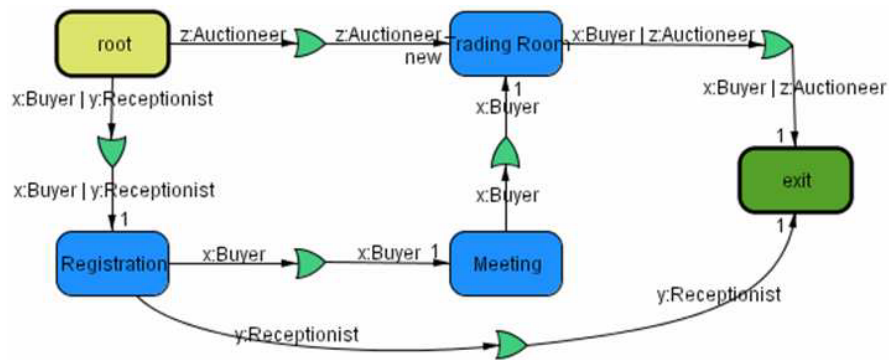 root
z:Auctioneer
z:Auctioneer
new
Trading Room
x:Buyer | z:Auctioneer
x:Buyer | y:Receptionist
1
x:Buyer
x:Buyer | z:Auctioneer
1
exit
x:Buyer | y:Receptionist
1
x:Buyer
1
Registration
x:Buyer
x:Buyer 1
Meeting
y:Receptionist
y:Receptionist